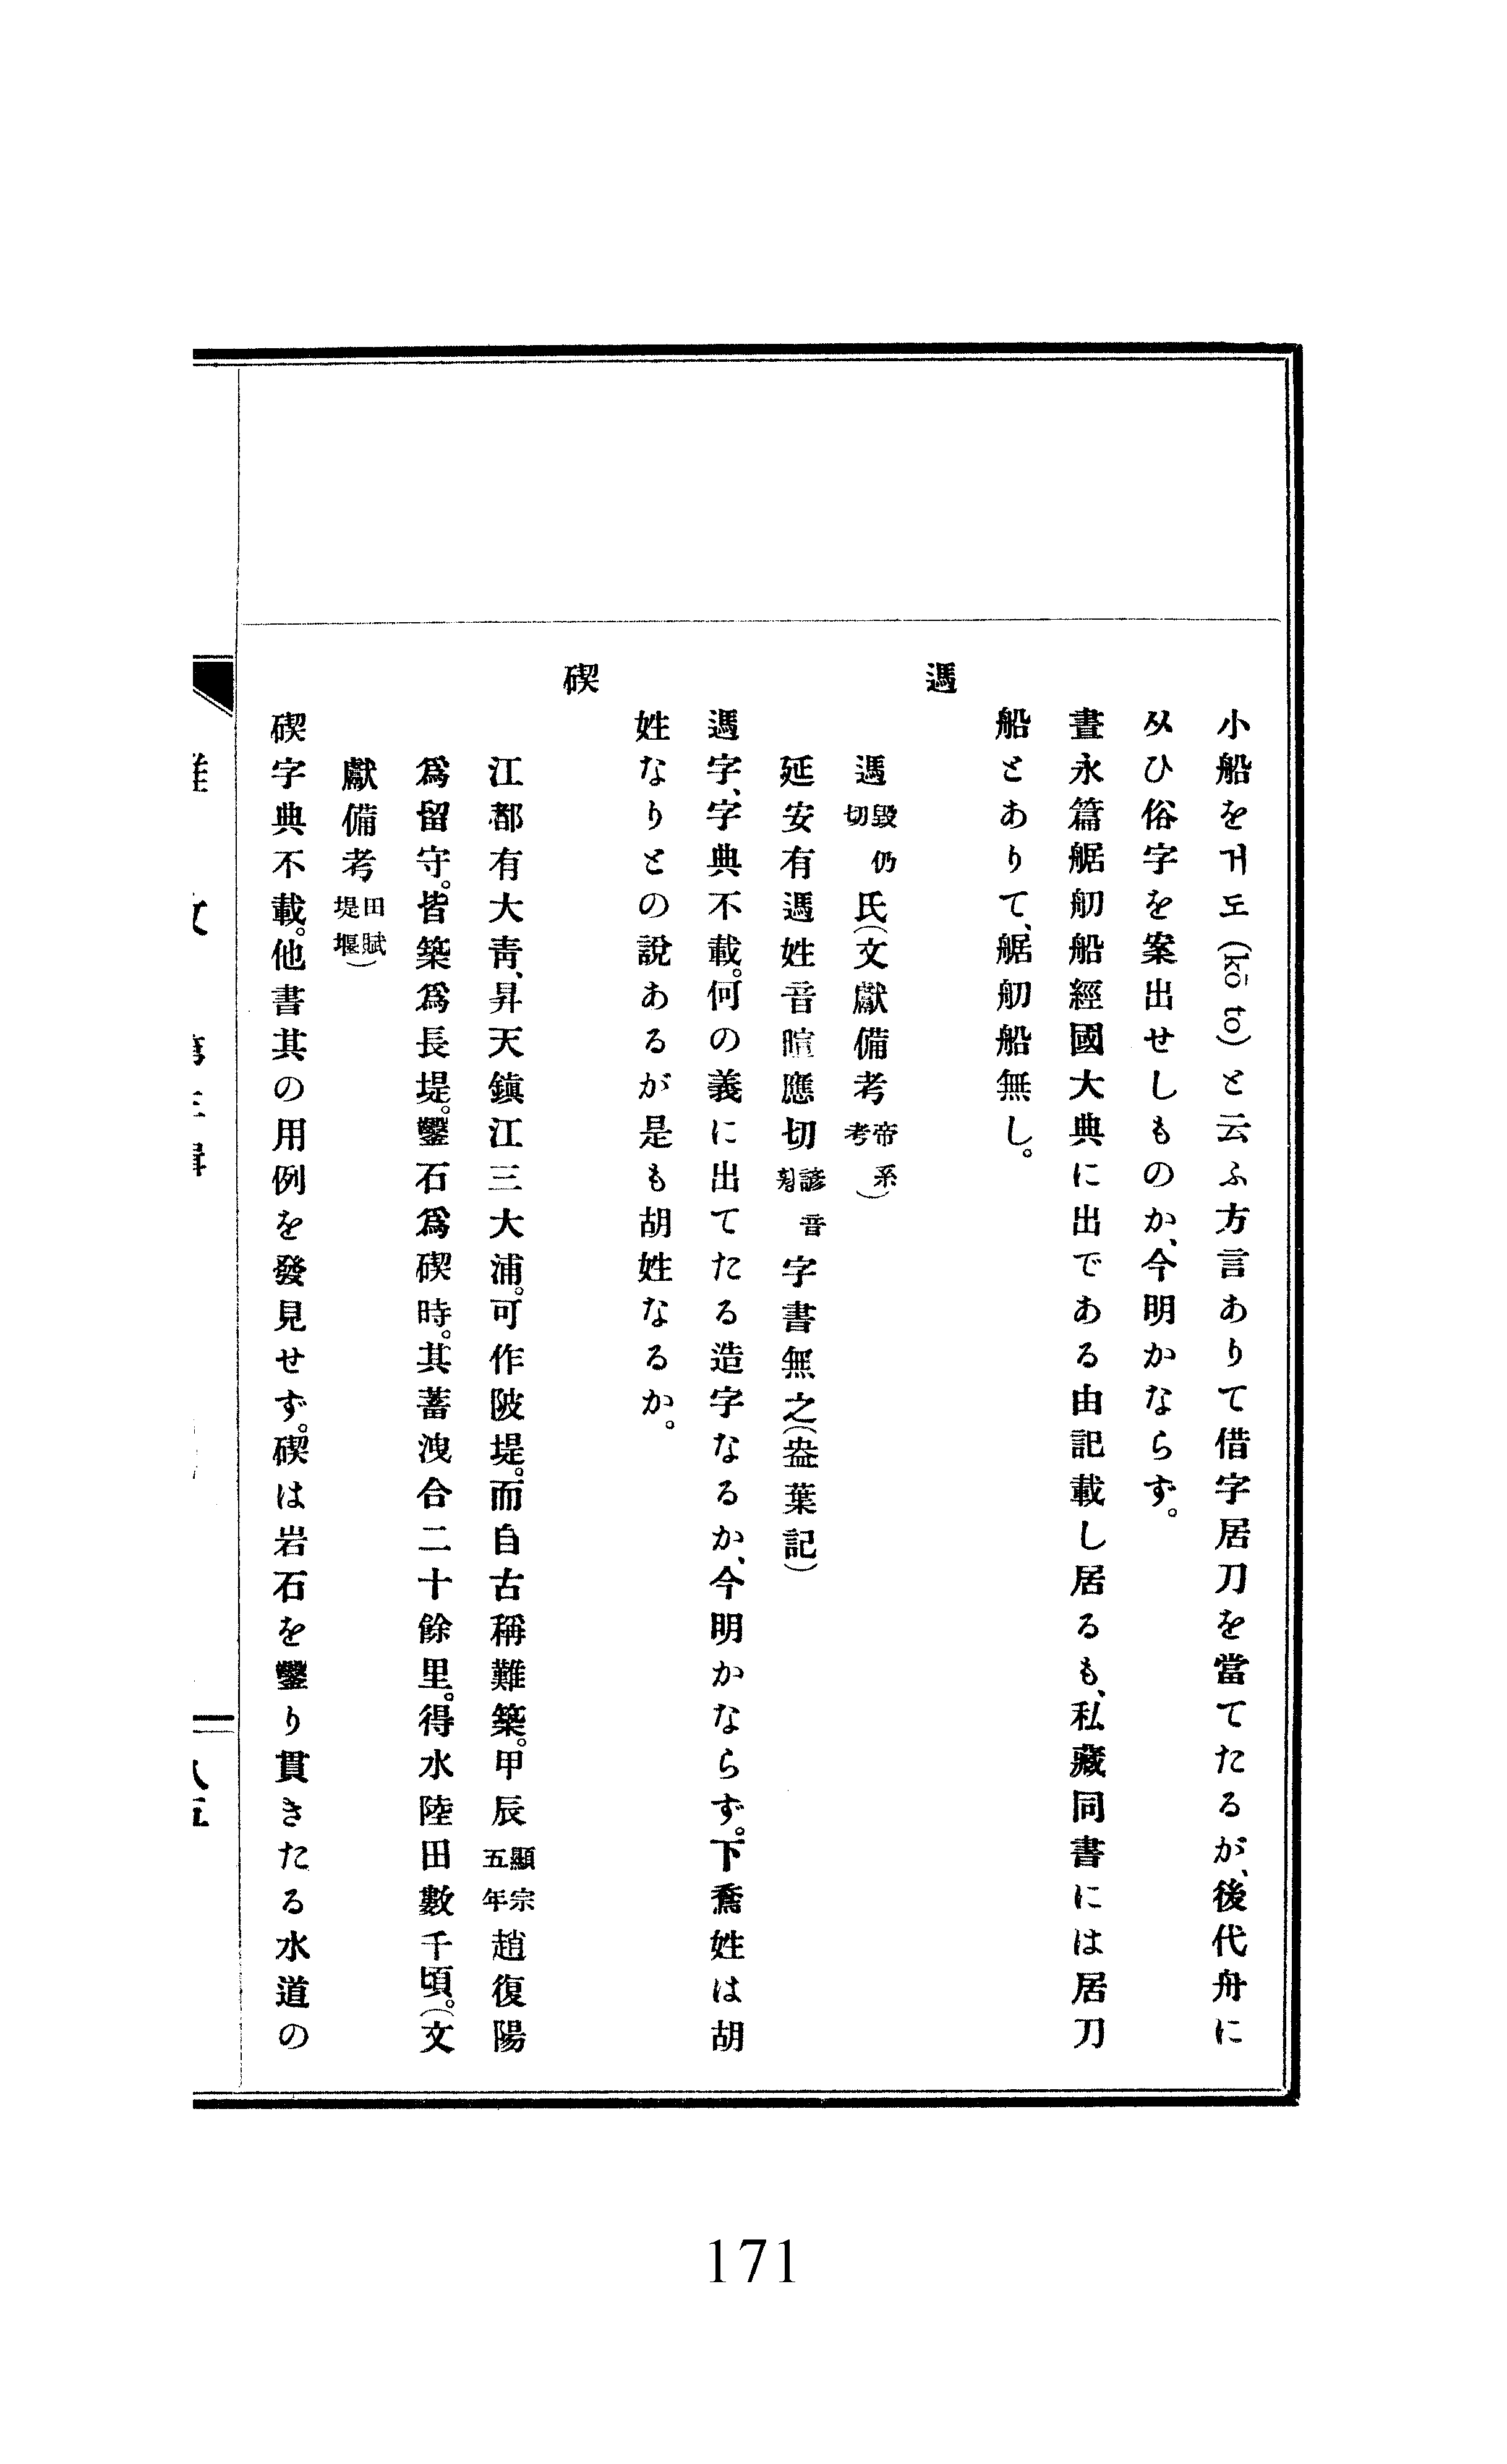 小船を거도(kŏ to)と云ふ方言ありて借字居刀を當てたるが、後代舟に
从ひ俗字を案出せしものか、今明かならず。
晝永篇艍舠船經國大典に出である由記載し居るも、私藏同書には居刀
船とありて、艍舠船無し。
遤
遤毀仍切氏(文獻備考帝系考)
延安有遤姓音暄應切諺音횡字書無之(盎葉記)
遤字、字典不載。何の義に出てたる造字なるか、今明かならず。下喬姓は胡
姓なりとの說あるが是も胡姓なるか。
碶
江都有大靑、昇天鎭江三大浦。可作陂堤。而自古稱難築。甲辰顯宗五年趙復陽
爲留守。皆築爲長堤。鑿石爲碶時。其蓄洩合二十餘里。得水陸田數千頃。(文
獻備考田賦堤堰)
碶字典不載。他書其の用例を發見せず。碶は岩石を鑿り貫きたる水道の
171